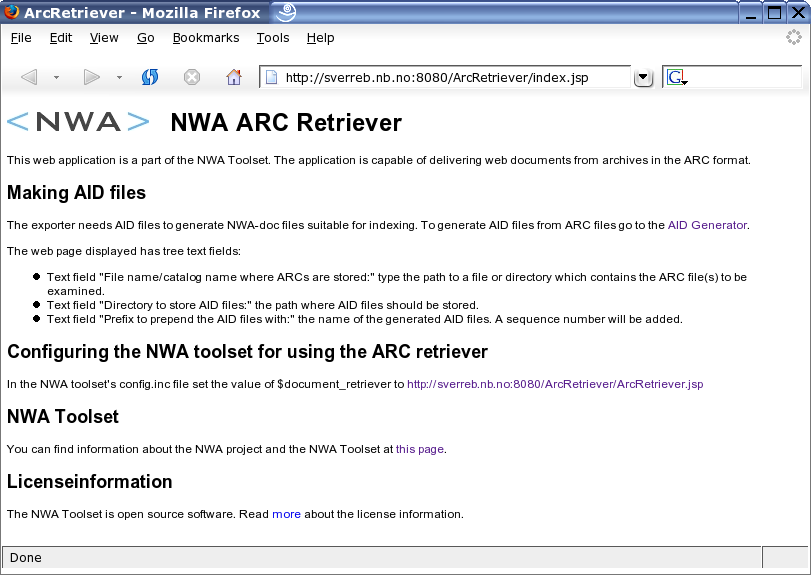 ArcRetriever - Mozilla Firefox
File Edit View Go Bookmarks Tools Help
http://sverreb.nb.no:8080/ArcRetriever/index.jsp
G
<NWA> NWA ARC Retriever
This web application is a part of the NWA Toolset. The application is capable of delivering web documents from archives in the ARC format.
Making AID files
The exporter needs AID files to generate NWA-doc files suitable for indexing. To generate AID files from ARC files go to the AID Generator.
The web page displayed has tree text fields:
Text field "File name/catalog name where ARCs are stored:" type the path to a file or directory which contains the ARC file(s) to be
examined.
Text field "Directory to store AID files:" the path where AID files should be stored.
Text field "Prefix to prepend the AID files with:" the name of the generated AID files. A sequence number will be added.
Configuring the NWA toolset for using the ARC retriever
In the NWA toolset's config.inc file set the value of $document_retriever to http://sverreb.nb.no:8080/ArcRetriever/ArcRetriever.jsp
NWA Toolset
You can find information about the NWA project and the NWA Toolset at this page.
Licenseinformation
The NWA Toolset is open source software. Read more about the license information.
Done